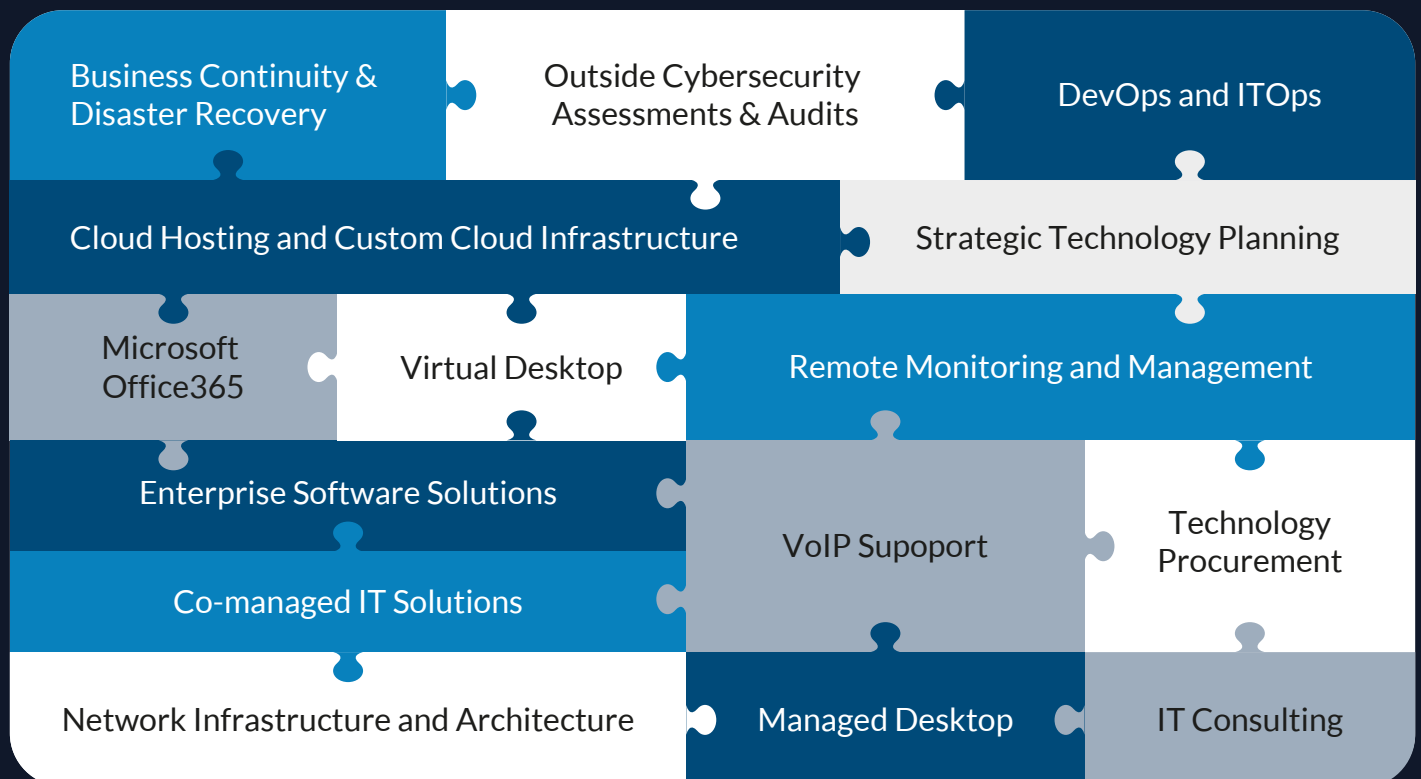 Business Continuity &
Disaster Recovery
Outside Cybersecurity
Assessments & Audits
DevOps and ITOps
Cloud Hosting and Custom Cloud Infrastructure
Strategic Technology Planning
Microsoft
Office365
Virtual Desktop
Remote Monitoring and Management
Enterprise Software Solutions
VoIP Supoport
Technology
Procurement
Co-managed IT Solutions
Network Infrastructure and Architecture
Managed Desktop
IT Consulting